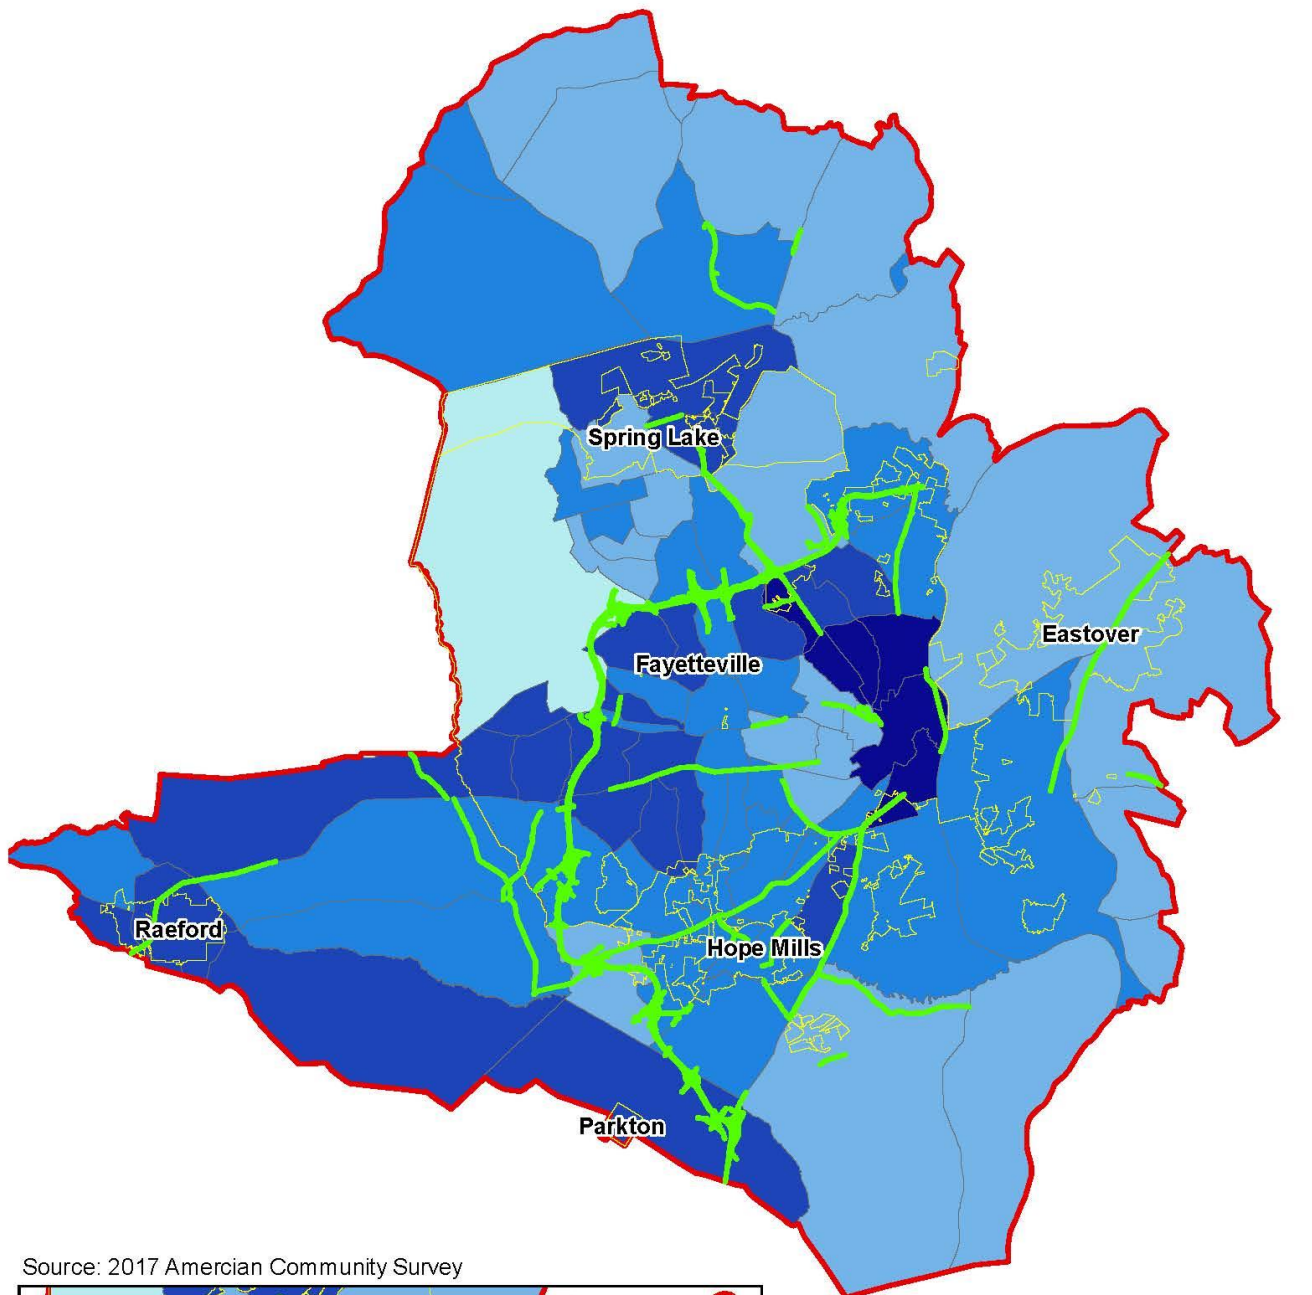 Spring Lake
Eastover
Fayetteville
Raeford
Hope Mills
Parkton
Source: 2017 Amercian Community Survey